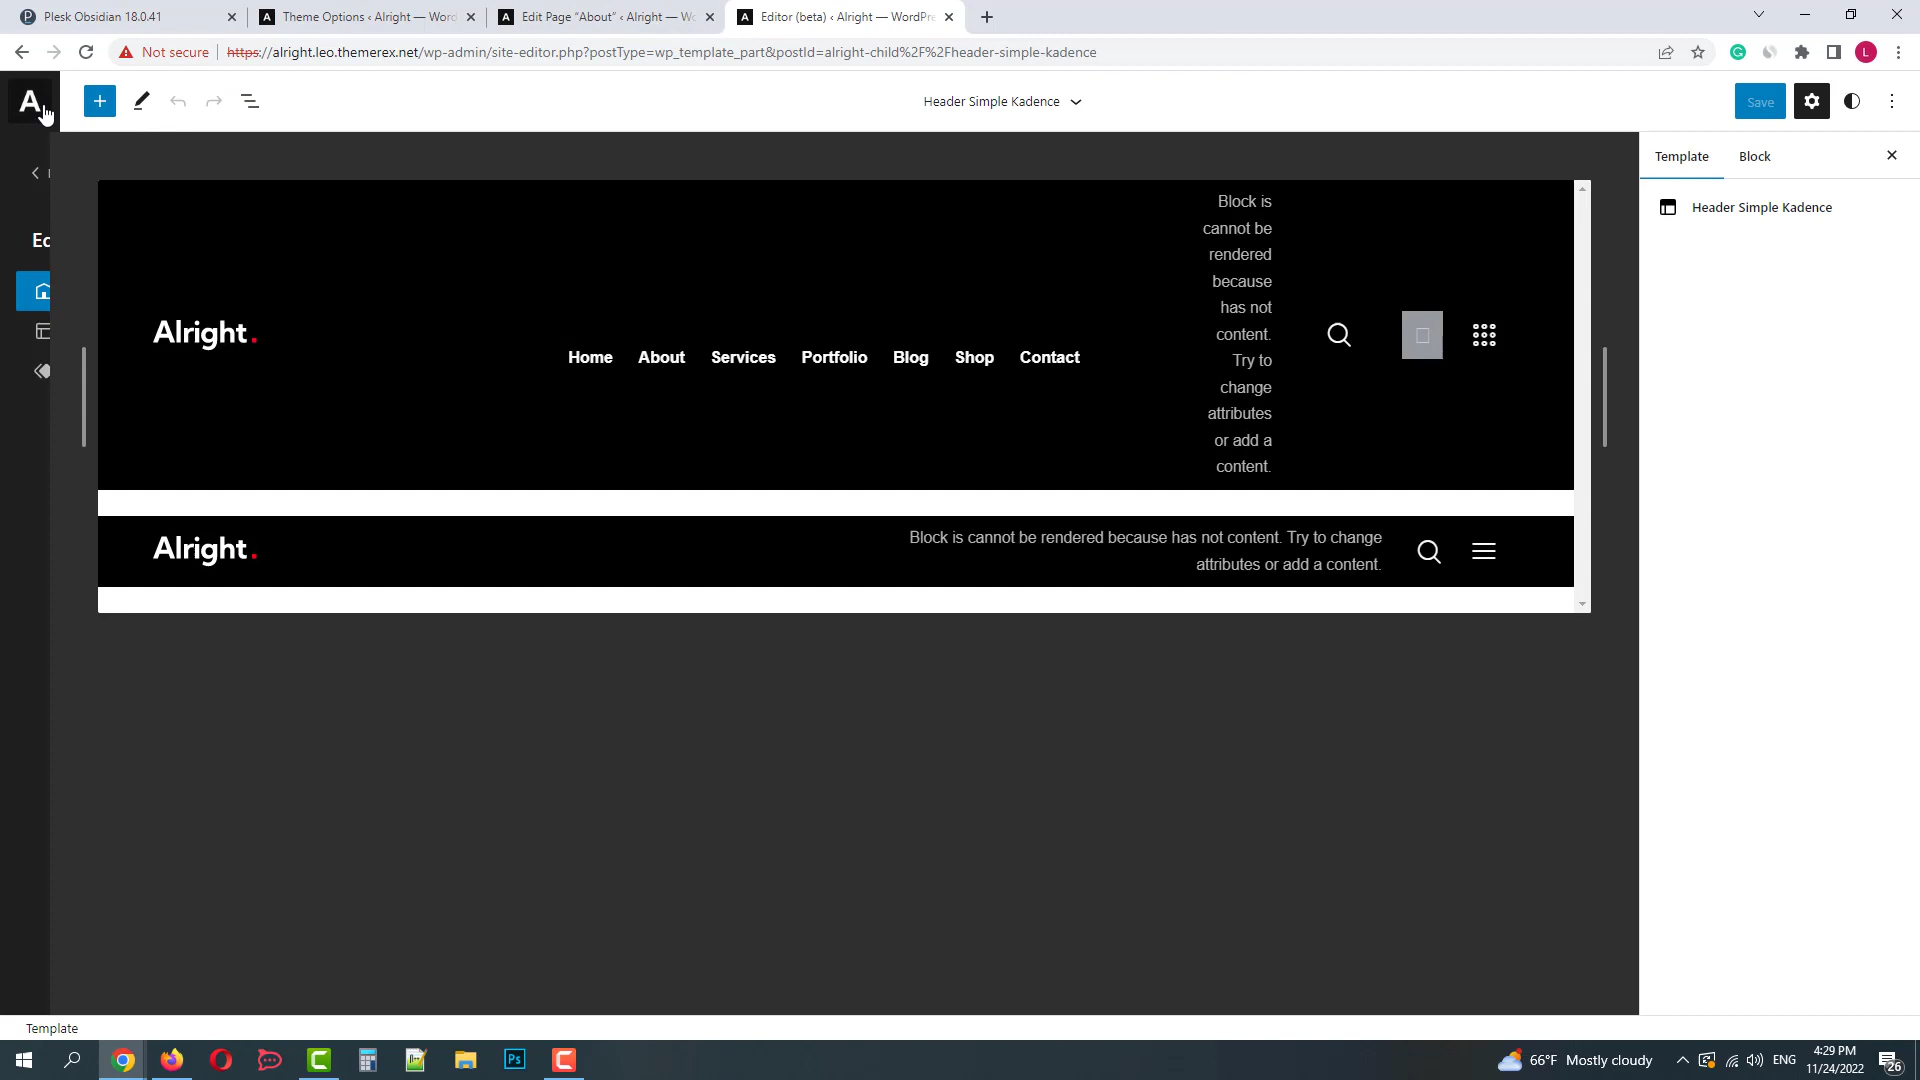 Plesk Obsidian 18.0.41
Theme Options ‹ Alright — Word
Edit Page “About” ‹ Alright — Wo
Editor (beta) ‹ Alright — WordPre
Not secure
https://alright.leo.themerex.net/wp-admin/site-editor.php?postType=wp_template_part&postId=alright-child%2F%2Fheader-simple-kadence
L
A
Header Simple Kadence
Save
Template
Block
Header Simple Kadence
Ec
Alright.
Home
About
Services
Portfolio
Blog
Shop
Contact
Block is
cannot be
rendered
because
has not
content.
Try to
change
attributes
or add a
content.
Alright.
Block is cannot be rendered because has not content. Try to change
attributes or add a content.
Template
Ps
66°F Mostly cloudy
ENG
4:29 PM
11/24/2022
26